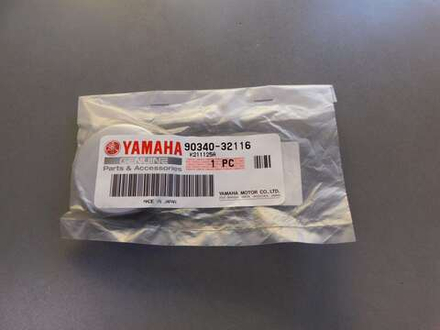 YAMAHA 90340-32116
K211125A
GENUINE 1 PC
Parts & Accessories
YAMAHA MOTOR CO., LTD.
MADE IN JAPAN